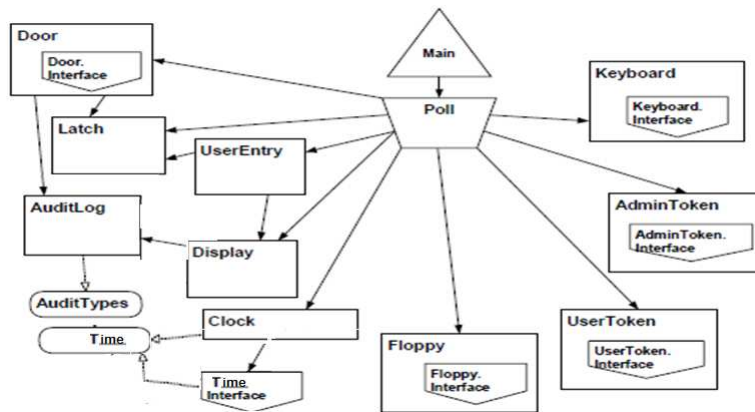 Door
Door.
Interface
Main
Keyboard
Keyboard.
Interface
Poll
Latch
UserEntry
AuditLog
AdminToken
AdminToken.
Interface
Display
AuditTypes
Time
Clock
Floppy
Floppy.
Interface
UserToken
UserToken.
Interface
Time
Interface